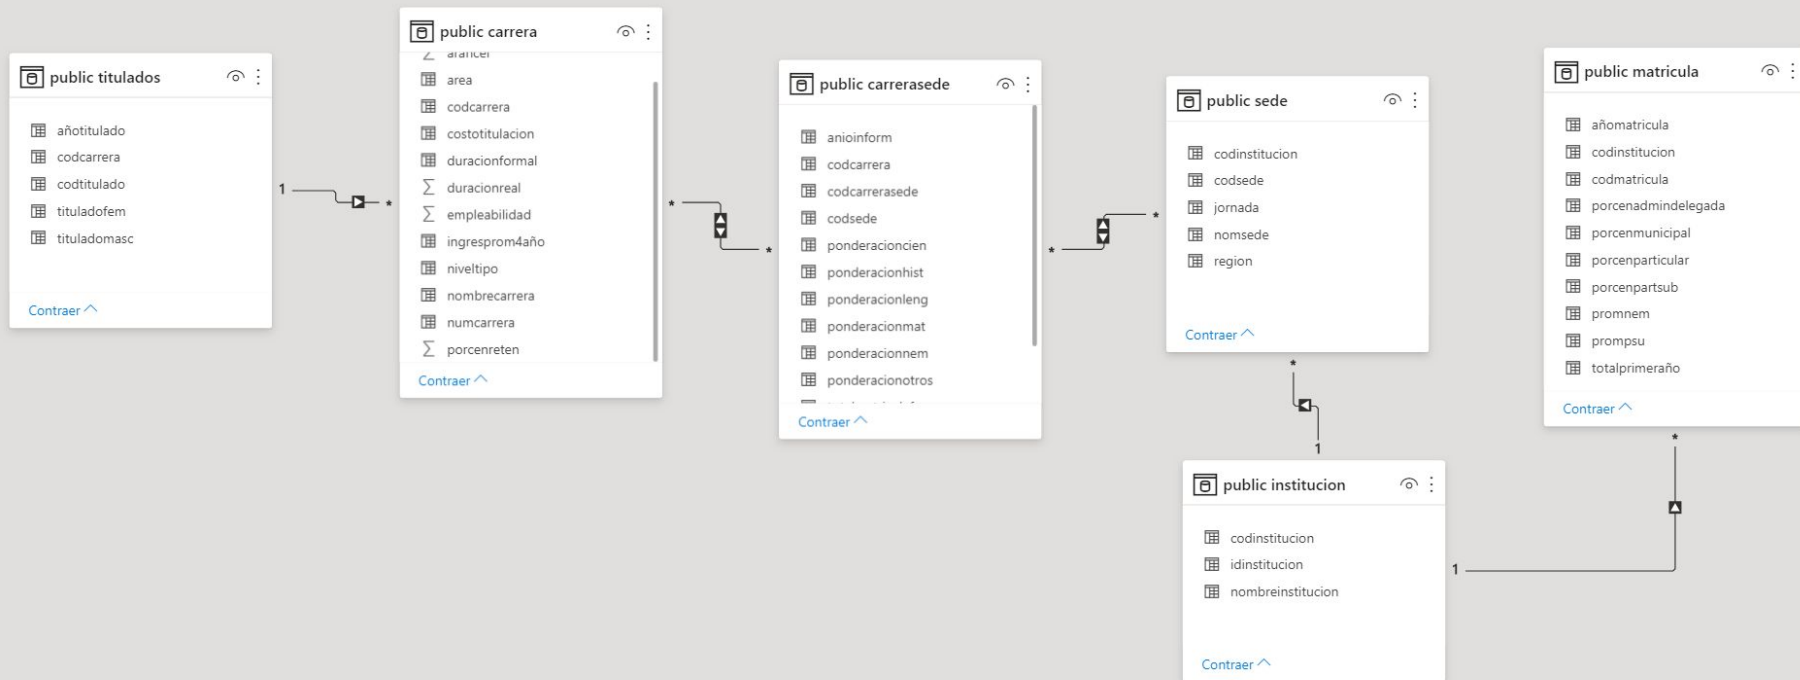 public titulados
añotitulado
codcarrera
codtitulado
tituladofem
tituladomasc
Contraer
1
*
public carrera
arancel
area
codcarrera
costotitulacion
duracionformal
duracionreal
empleabilidad
ingresprom4año
niveltipo
nombrecarrera
numcarrera
porcenreten
Contraer
*
*
public carrerasede
anioinform
codcarrera
codcarrerasede
codsede
ponderacioncien
ponderacionhist
ponderacionleng
ponderacionmat
ponderacionnem
ponderacionotros
Contraer
*
*
public sede
codinstitucion
codsede
jornada
nomsede
region
Contraer
*
1
public institucion
codinstitucion
idinstitucion
nombreinstitucion
Contraer
1
*
public matricula
añomatricula
codinstitucion
codmatricula
porcenadmindelegada
porcenmunicipal
porcenparticular
porcenpartsub
promnem
prompsu
totalprimeraño
Contraer